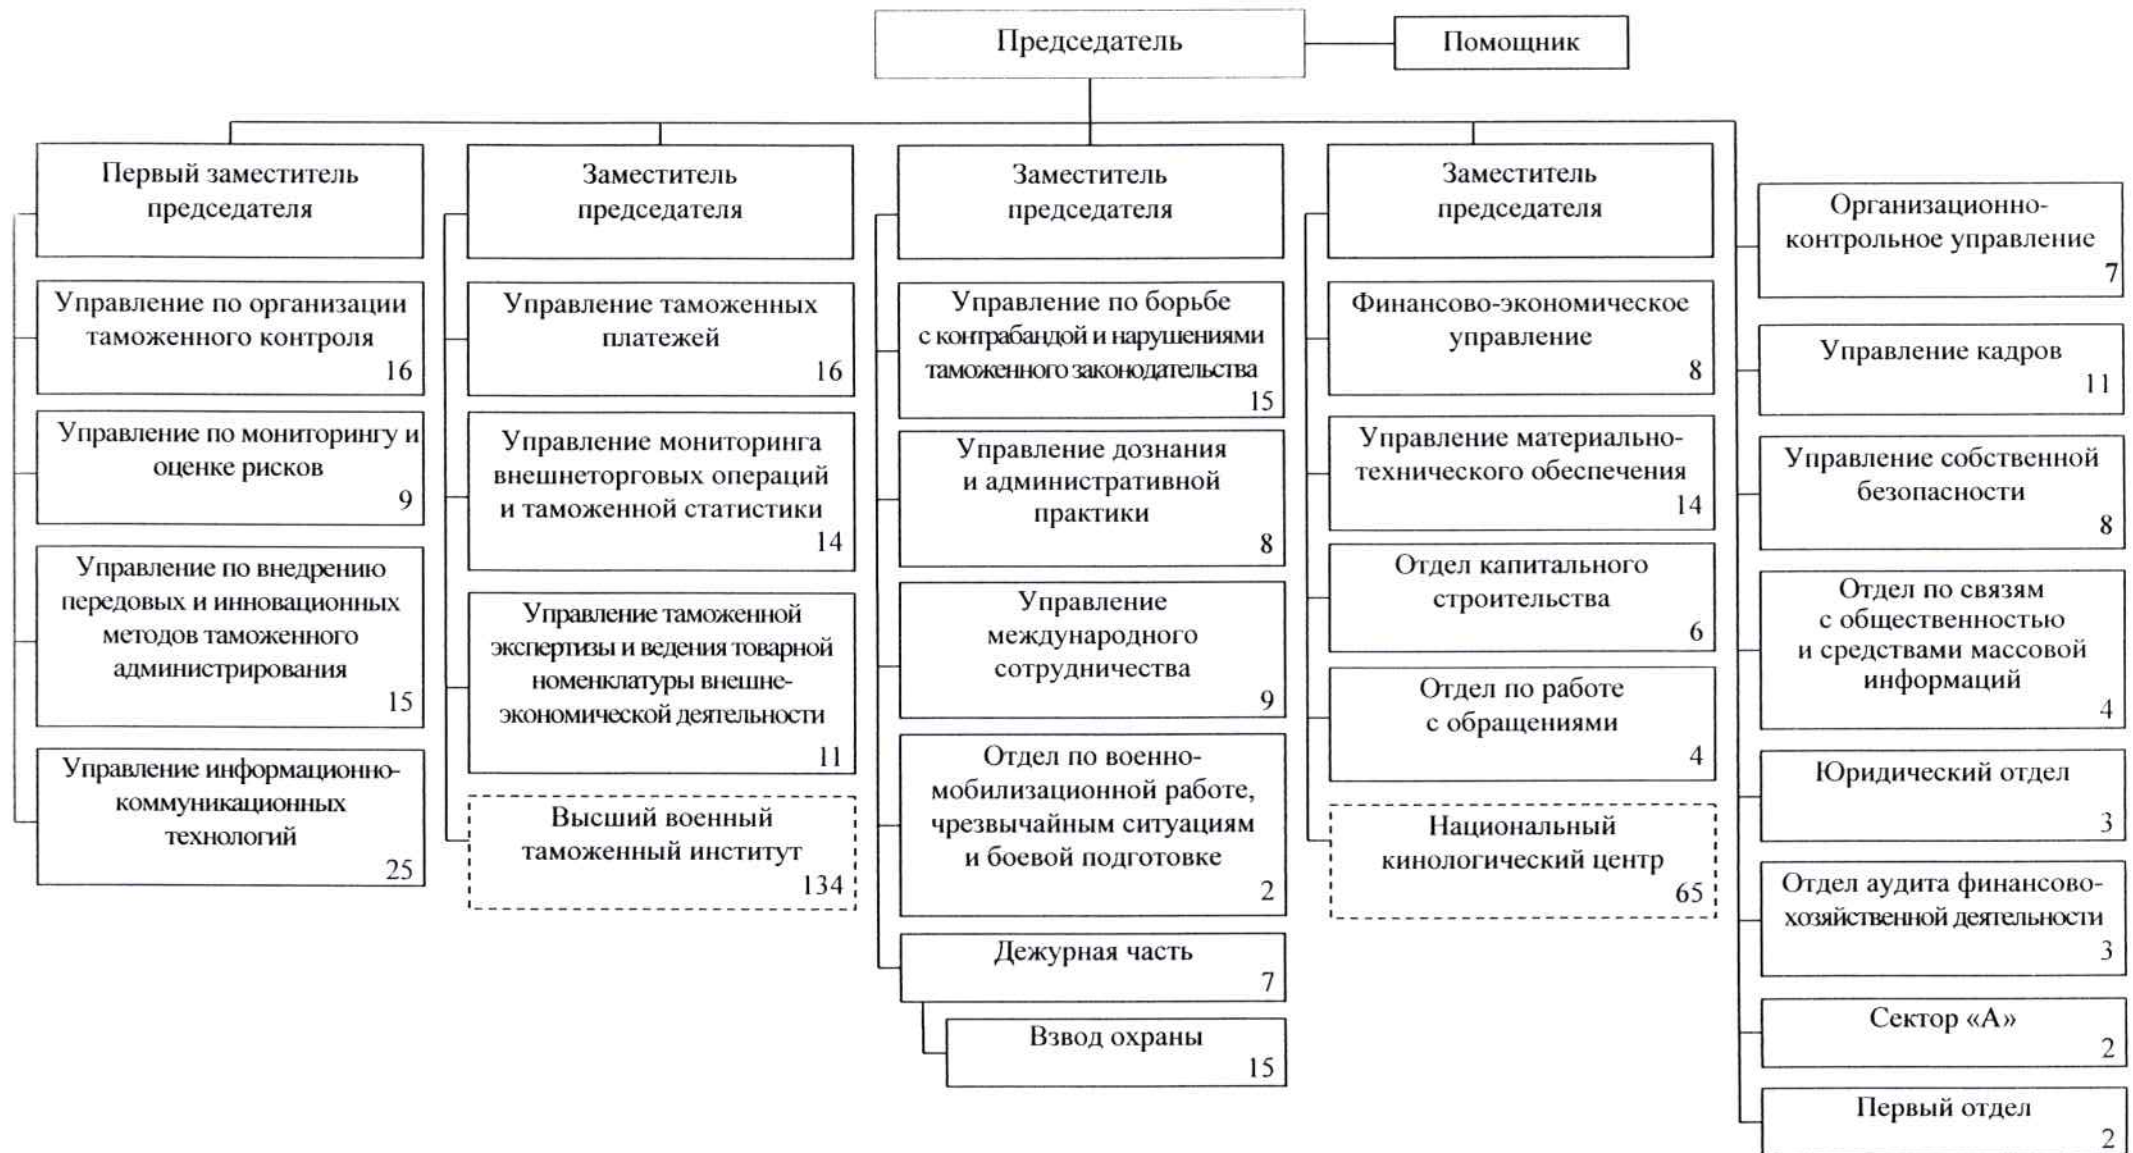 Председатель
Помощник
Первый заместитель
председателя
Управление по организации
таможенного контроля
16
Управление по мониторингу и
оценке рисков
9
Управление по внедрению
передовых и инновационных
методов таможенного
администрирования
15
Управление информационно-
коммуникационных
технологий
25
Заместитель
председателя
Управление таможенных
платежей
16
Управление мониторинга
внешнеторговых операций
и таможенной статистики
14
Управление таможенной
экспертизы и ведения товарной
номенклатуры внешне-
экономической деятельности
11
Высший военный
таможенный институт
134
Заместитель
председателя
Управление по борьбе
с контрабандой и нарушениями
таможенного законодательства
15
Управление дознания
и административной
практики
8
Управление
международного
сотрудничества
9
Отдел по военно-
мобилизационной работе,
чрезвычайным ситуациям
и боевой подготовке
2
Дежурная часть
7
Взвод охраны
15
Заместитель
председателя
Финансово-экономическое
управление
8
Управление материально-
технического обеспечения
14
Отдел капитального
строительства
6
Отдел по работе
с обращениями
4
Национальный
кинологический центр
65
Организационно-
контрольное управление
7
Управление кадров
11
Управление собственной
безопасности
8
Отдел по связям
с общественностью
и средствами массовой
информаций
4
Юридический отдел
3
Отдел аудита финансово-
хозяйственной деятельности
3
Сектор «А»
2
Первый отдел
2